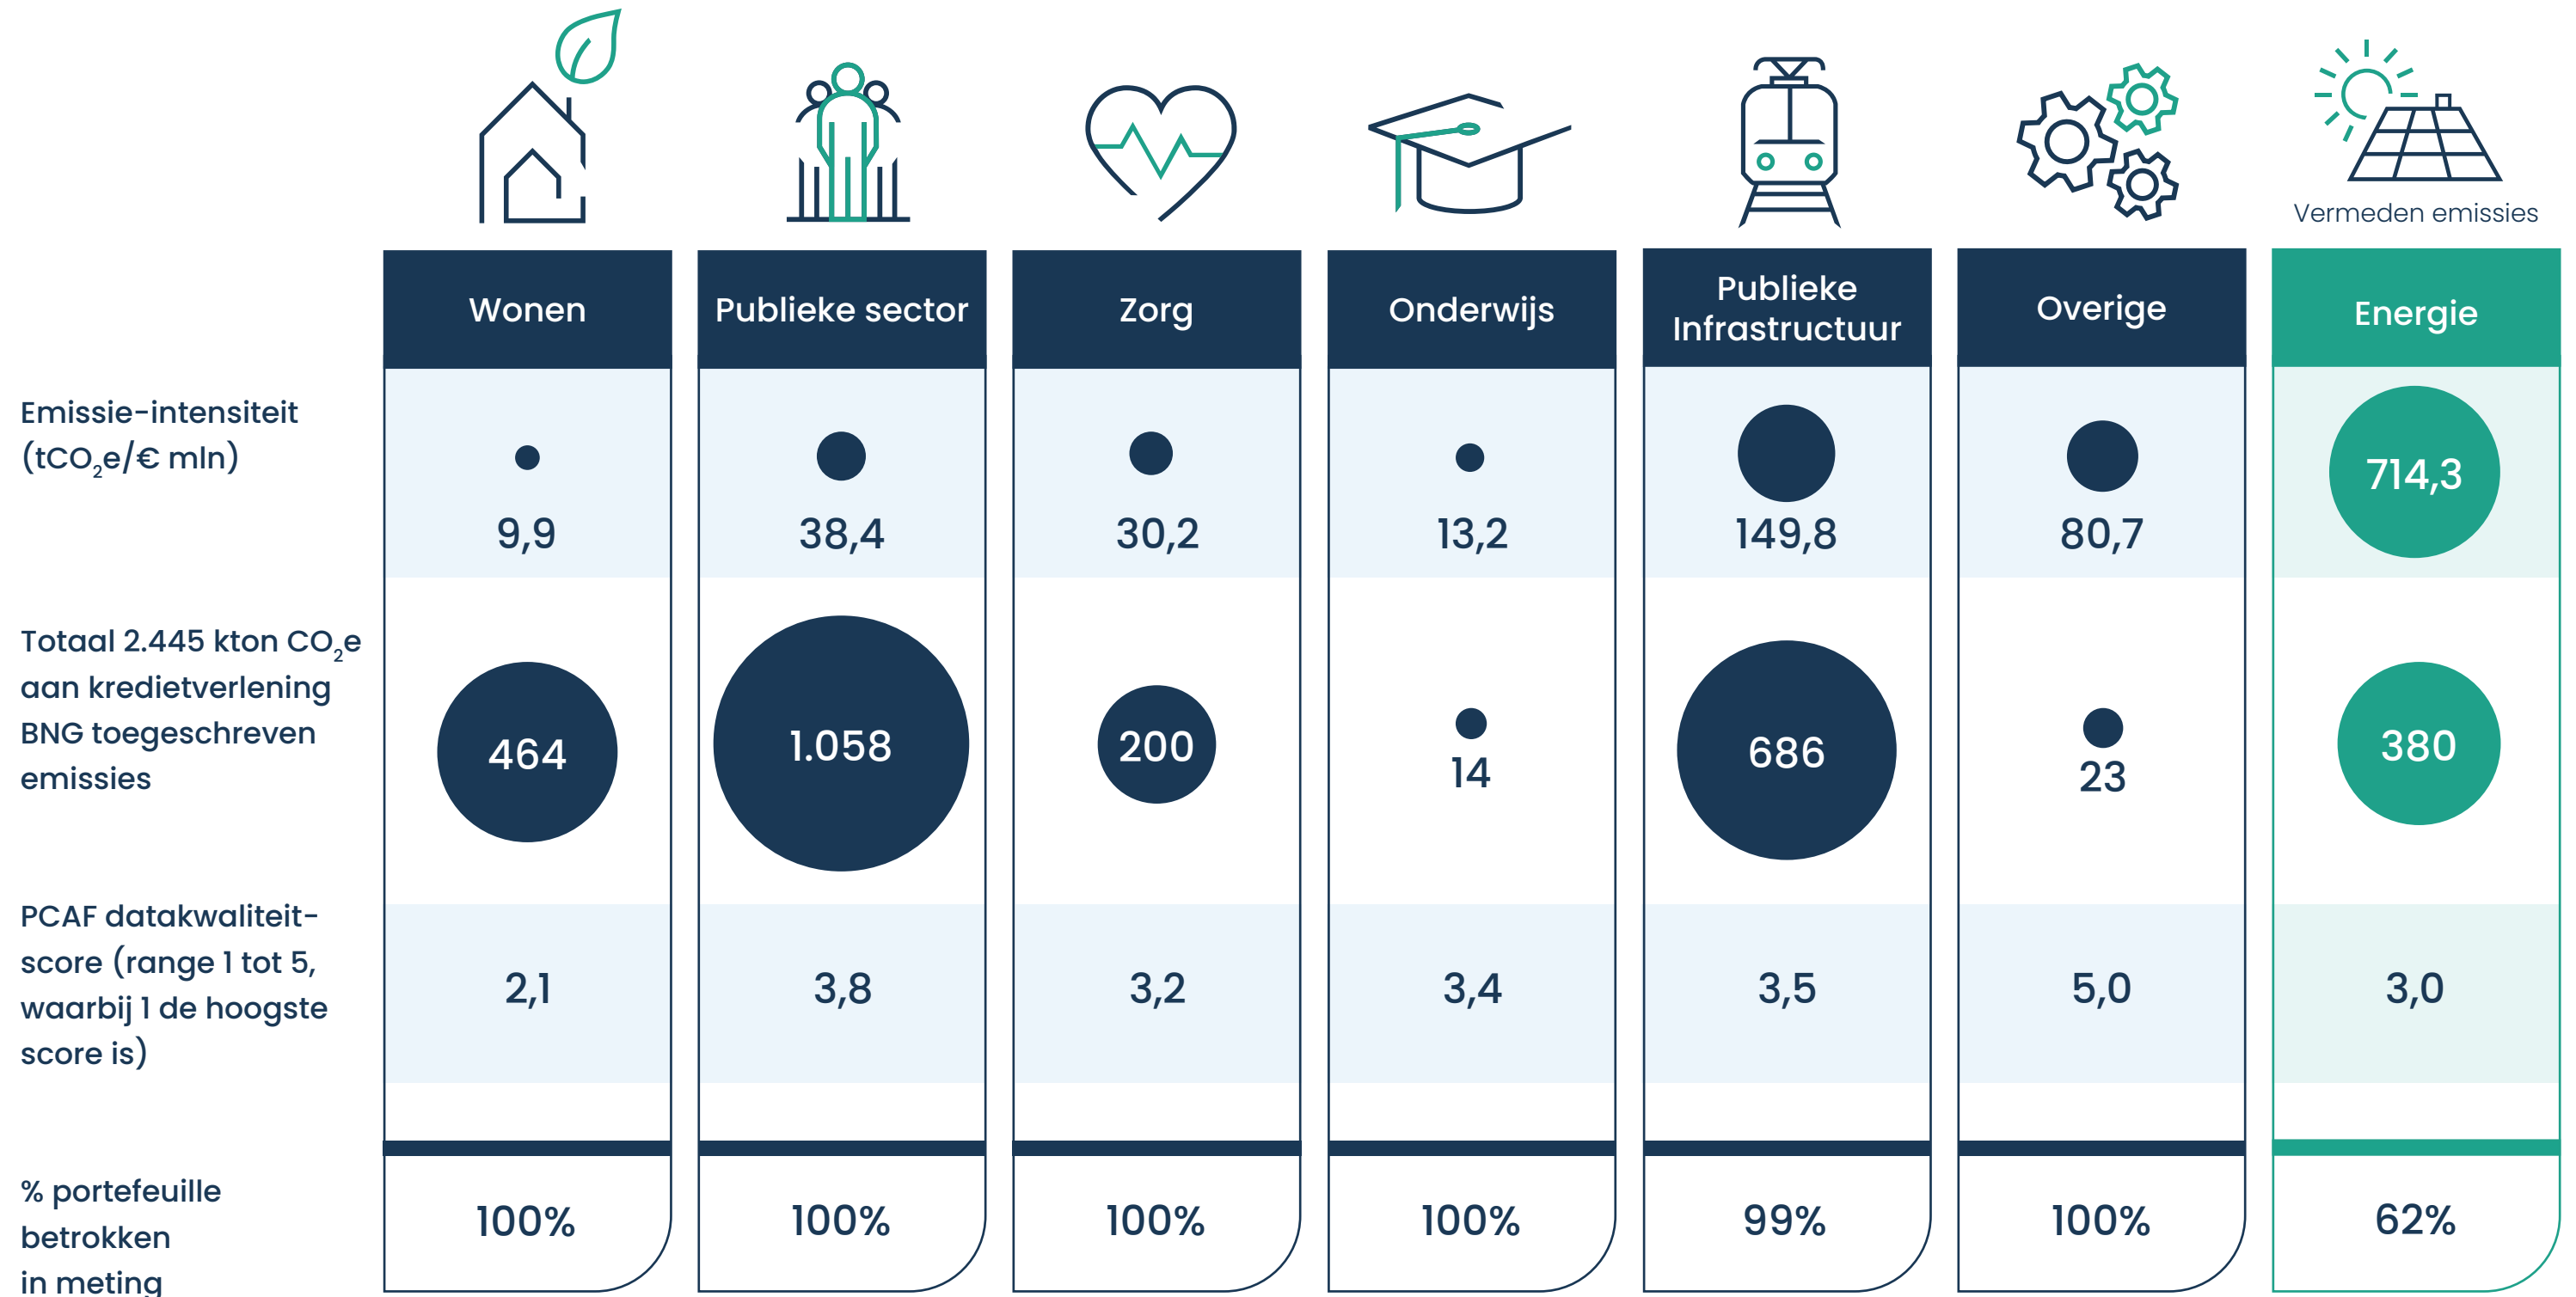 Vermeden emissies
Wonen
Publieke sector
Zorg
Onderwijs
Publieke
Infrastructuur
Overige
Energie
Emissie-intensiteit
(tCO₂e/€ mln)
9,9
38,4
30,2
13,2
149,8
80,7
714,3
Totaal 2.445 kton CO₂e
aan kredietverlening
BNG toegeschreven
emissies
464
1.058
200
14
686
23
380
PCAF datakwaliteit-
score (range 1 tot 5,
waarbij 1 de hoogste
score is)
2,1
3,8
3,2
3,4
3,5
5,0
3,0
% portefeuille
betrokken
in meting
100%
100%
100%
100%
99%
100%
62%